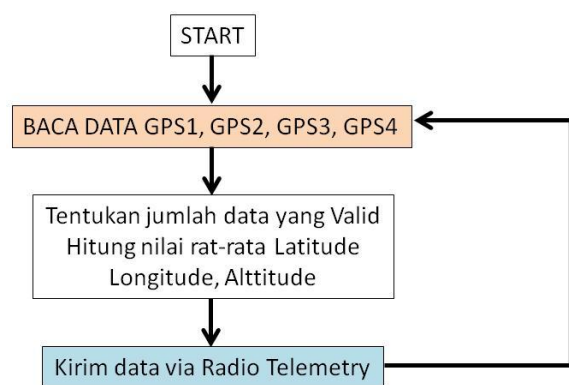 START
BACA DATA GPS1, GPS2, GPS3, GPS4
Tentukan jumlah data yang Valid
Hitung nilai rat-rata Latitude
Longitude, Alttitude
Kirim data via Radio Telemetry